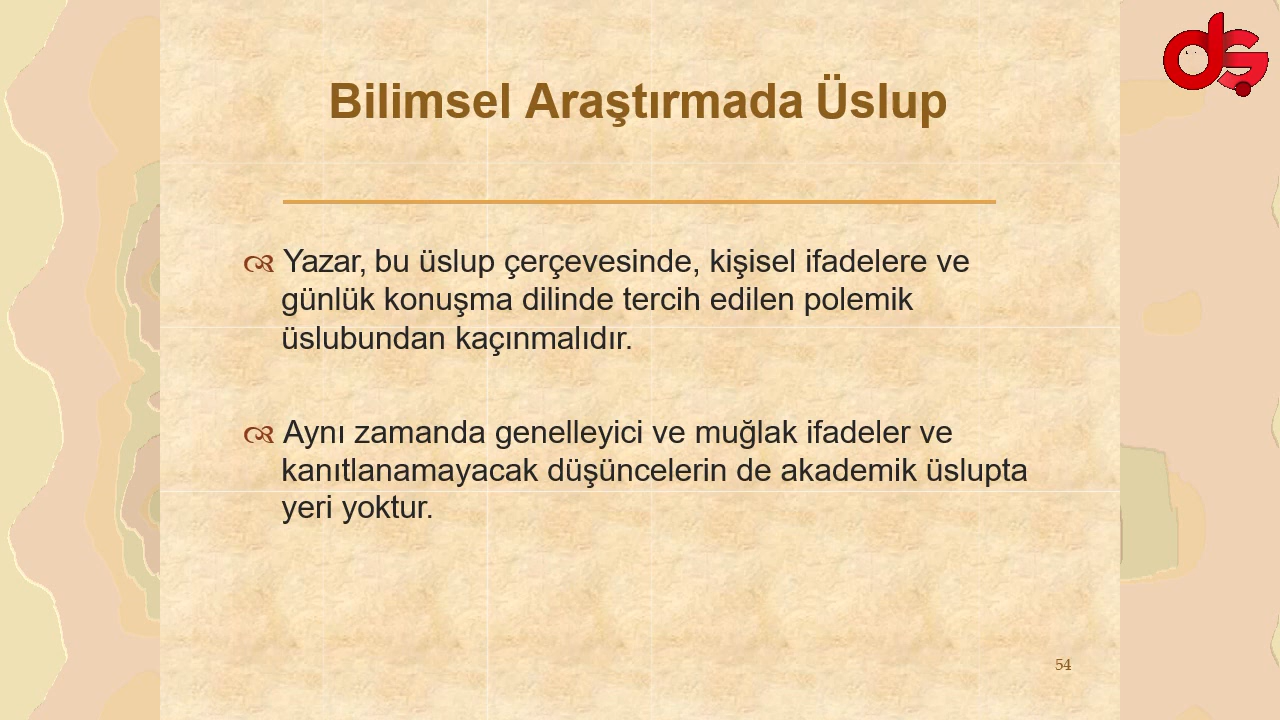 Bilimsel Araştırmada Üslup
Yazar, bu üslup çerçevesinde, kişisel ifadelere ve
günlük konuşma dilinde tercih edilen polemik
üslubundan kaçınmalıdır.
Aynı zamanda genelleyici ve muğlak ifadeler ve
kanıtlanamayacak düşüncelerin de akademik üslupta
yeri yoktur.
54